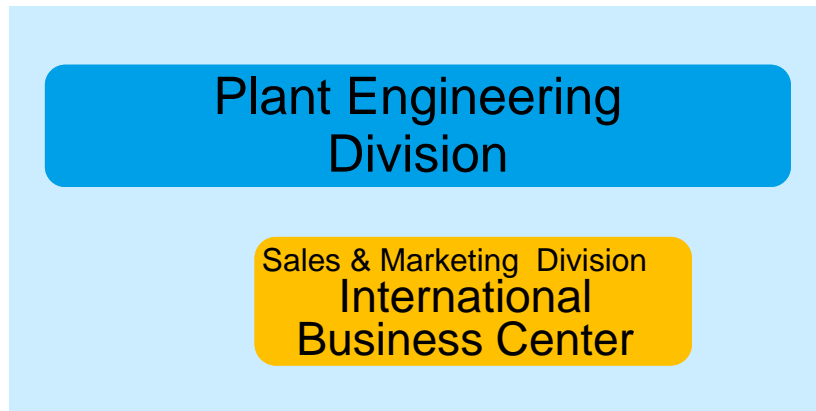 Plant Engineering
Division
Sales & Marketing  Division
International
Business Center